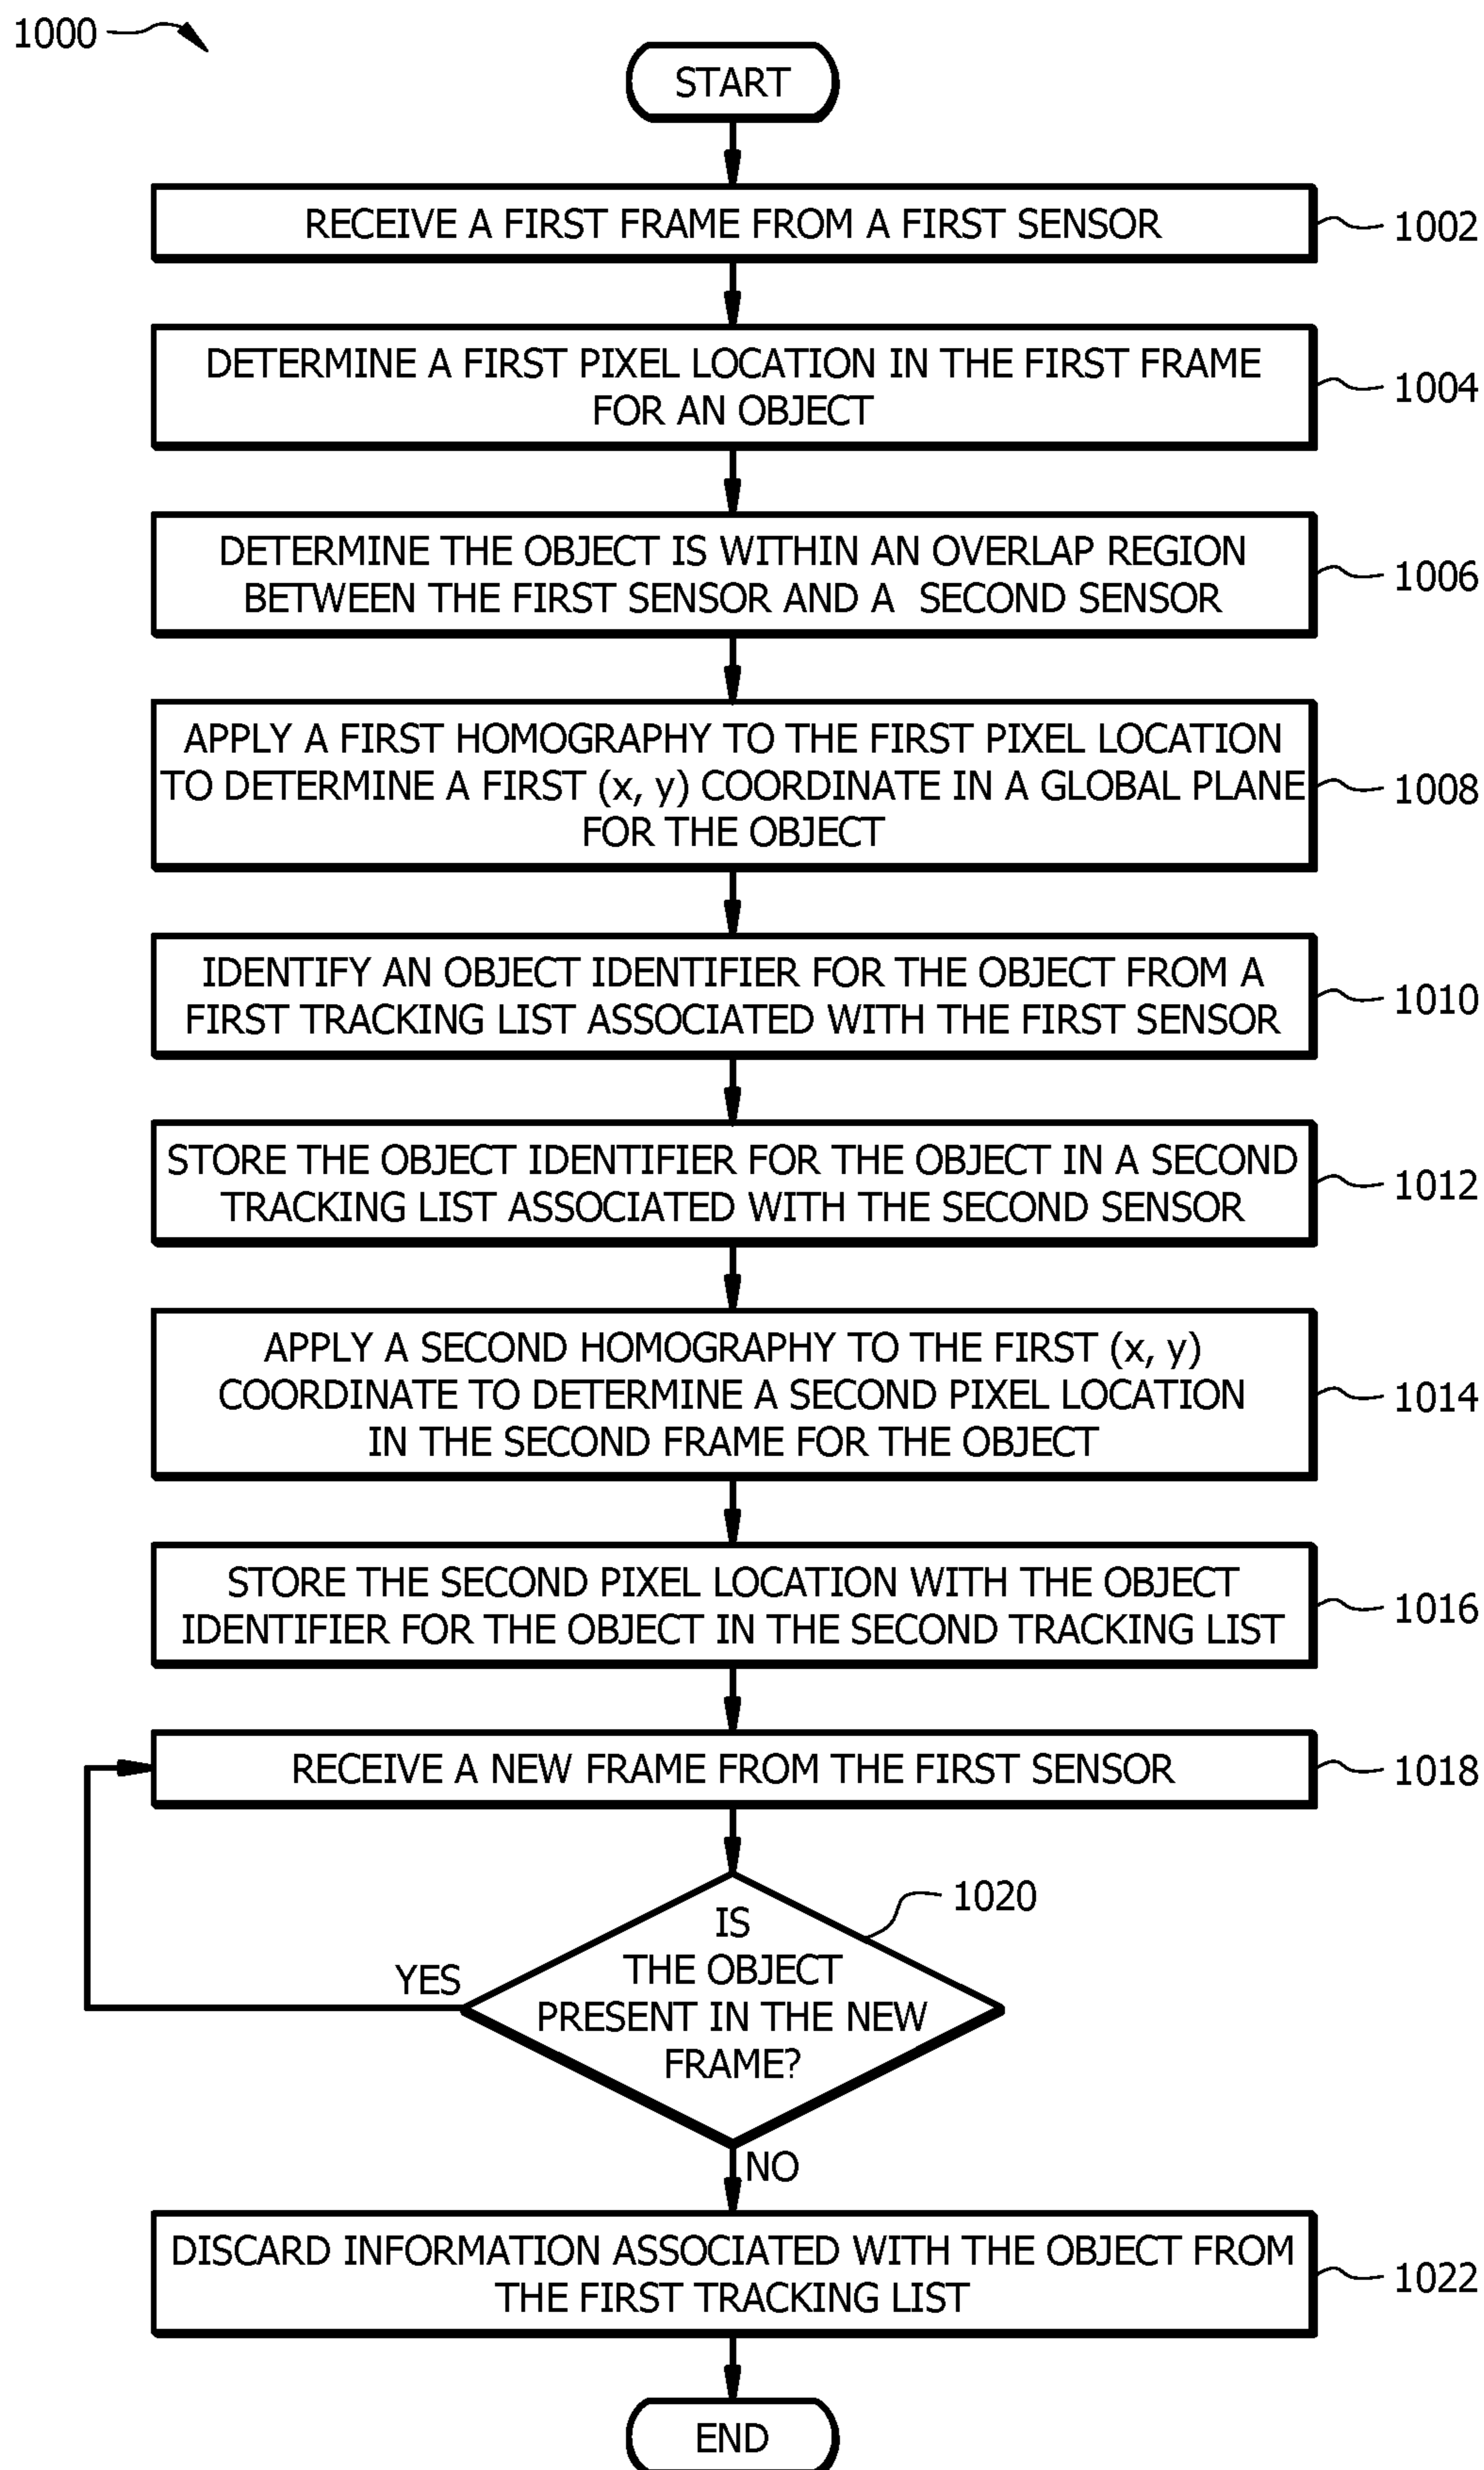 1000
START
RECEIVE A FIRST FRAME FROM A FIRST SENSOR
1002
DETERMINE A FIRST PIXEL LOCATION IN THE FIRST FRAME
FOR AN OBJECT
1004
DETERMINE THE OBJECT IS WITHIN AN OVERLAP REGION
BETWEEN THE FIRST SENSOR AND A SECOND SENSOR
1006
APPLY A FIRST HOMOGRAPHY TO THE FIRST PIXEL LOCATION
TO DETERMINE A FIRST (x, y) COORDINATE IN A GLOBAL PLANE
FOR THE OBJECT
1008
IDENTIFY AN OBJECT IDENTIFIER FOR THE OBJECT FROM A
FIRST TRACKING LIST ASSOCIATED WITH THE FIRST SENSOR
1010
STORE THE OBJECT IDENTIFIER FOR THE OBJECT IN A SECOND
TRACKING LIST ASSOCIATED WITH THE SECOND SENSOR
1012
APPLY A SECOND HOMOGRAPHY TO THE FIRST (x, y)
COORDINATE TO DETERMINE A SECOND PIXEL LOCATION
IN THE SECOND FRAME FOR THE OBJECT
1014
STORE THE SECOND PIXEL LOCATION WITH THE OBJECT
IDENTIFIER FOR THE OBJECT IN THE SECOND TRACKING LIST
1016
RECEIVE A NEW FRAME FROM THE FIRST SENSOR
1018
IS
THE OBJECT
PRESENT IN THE NEW
FRAME?
1020
YES
NO
DISCARD INFORMATION ASSOCIATED WITH THE OBJECT FROM
THE FIRST TRACKING LIST
1022
END